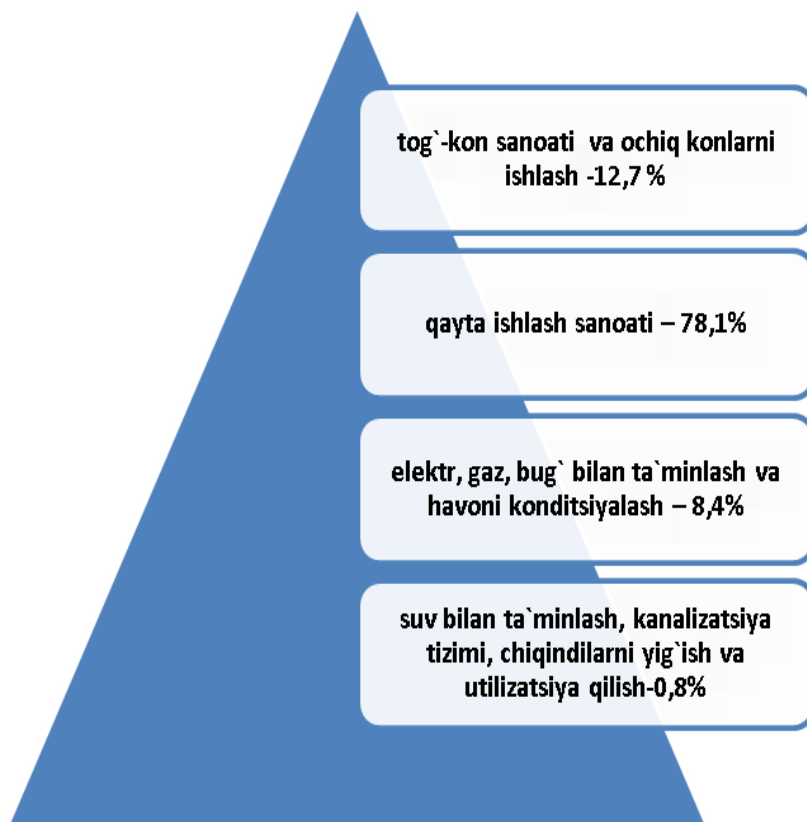 tog`-kon sanoati va ochiq konlarni
ishlash -12,7 %
qayta ishlash sanoati – 78,1%
elektr, gaz, bug` bilan ta`minlash va
havoni konditsiyalash – 8,4%
suv bilan ta`minlash, kanalizatsiya
tizimi, chiqindilarni yig`ish va
utilizatsiya qilish-0,8%